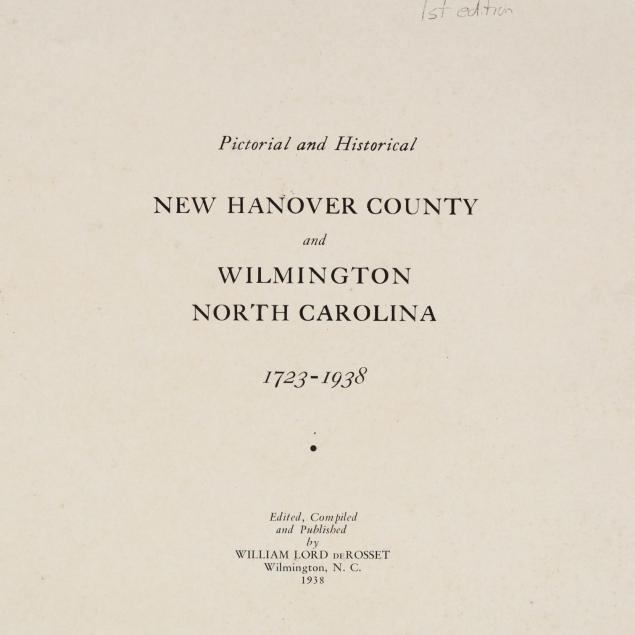 1st edition
Pictorial and Historical
NEW HANOVER COUNTY
and
WILMINGTON
NORTH CAROLINA
1723-1938
Edited, Compiled
and Published
by
WILLIAM LORD DEROSSET
Wilmington, N. C.
1938